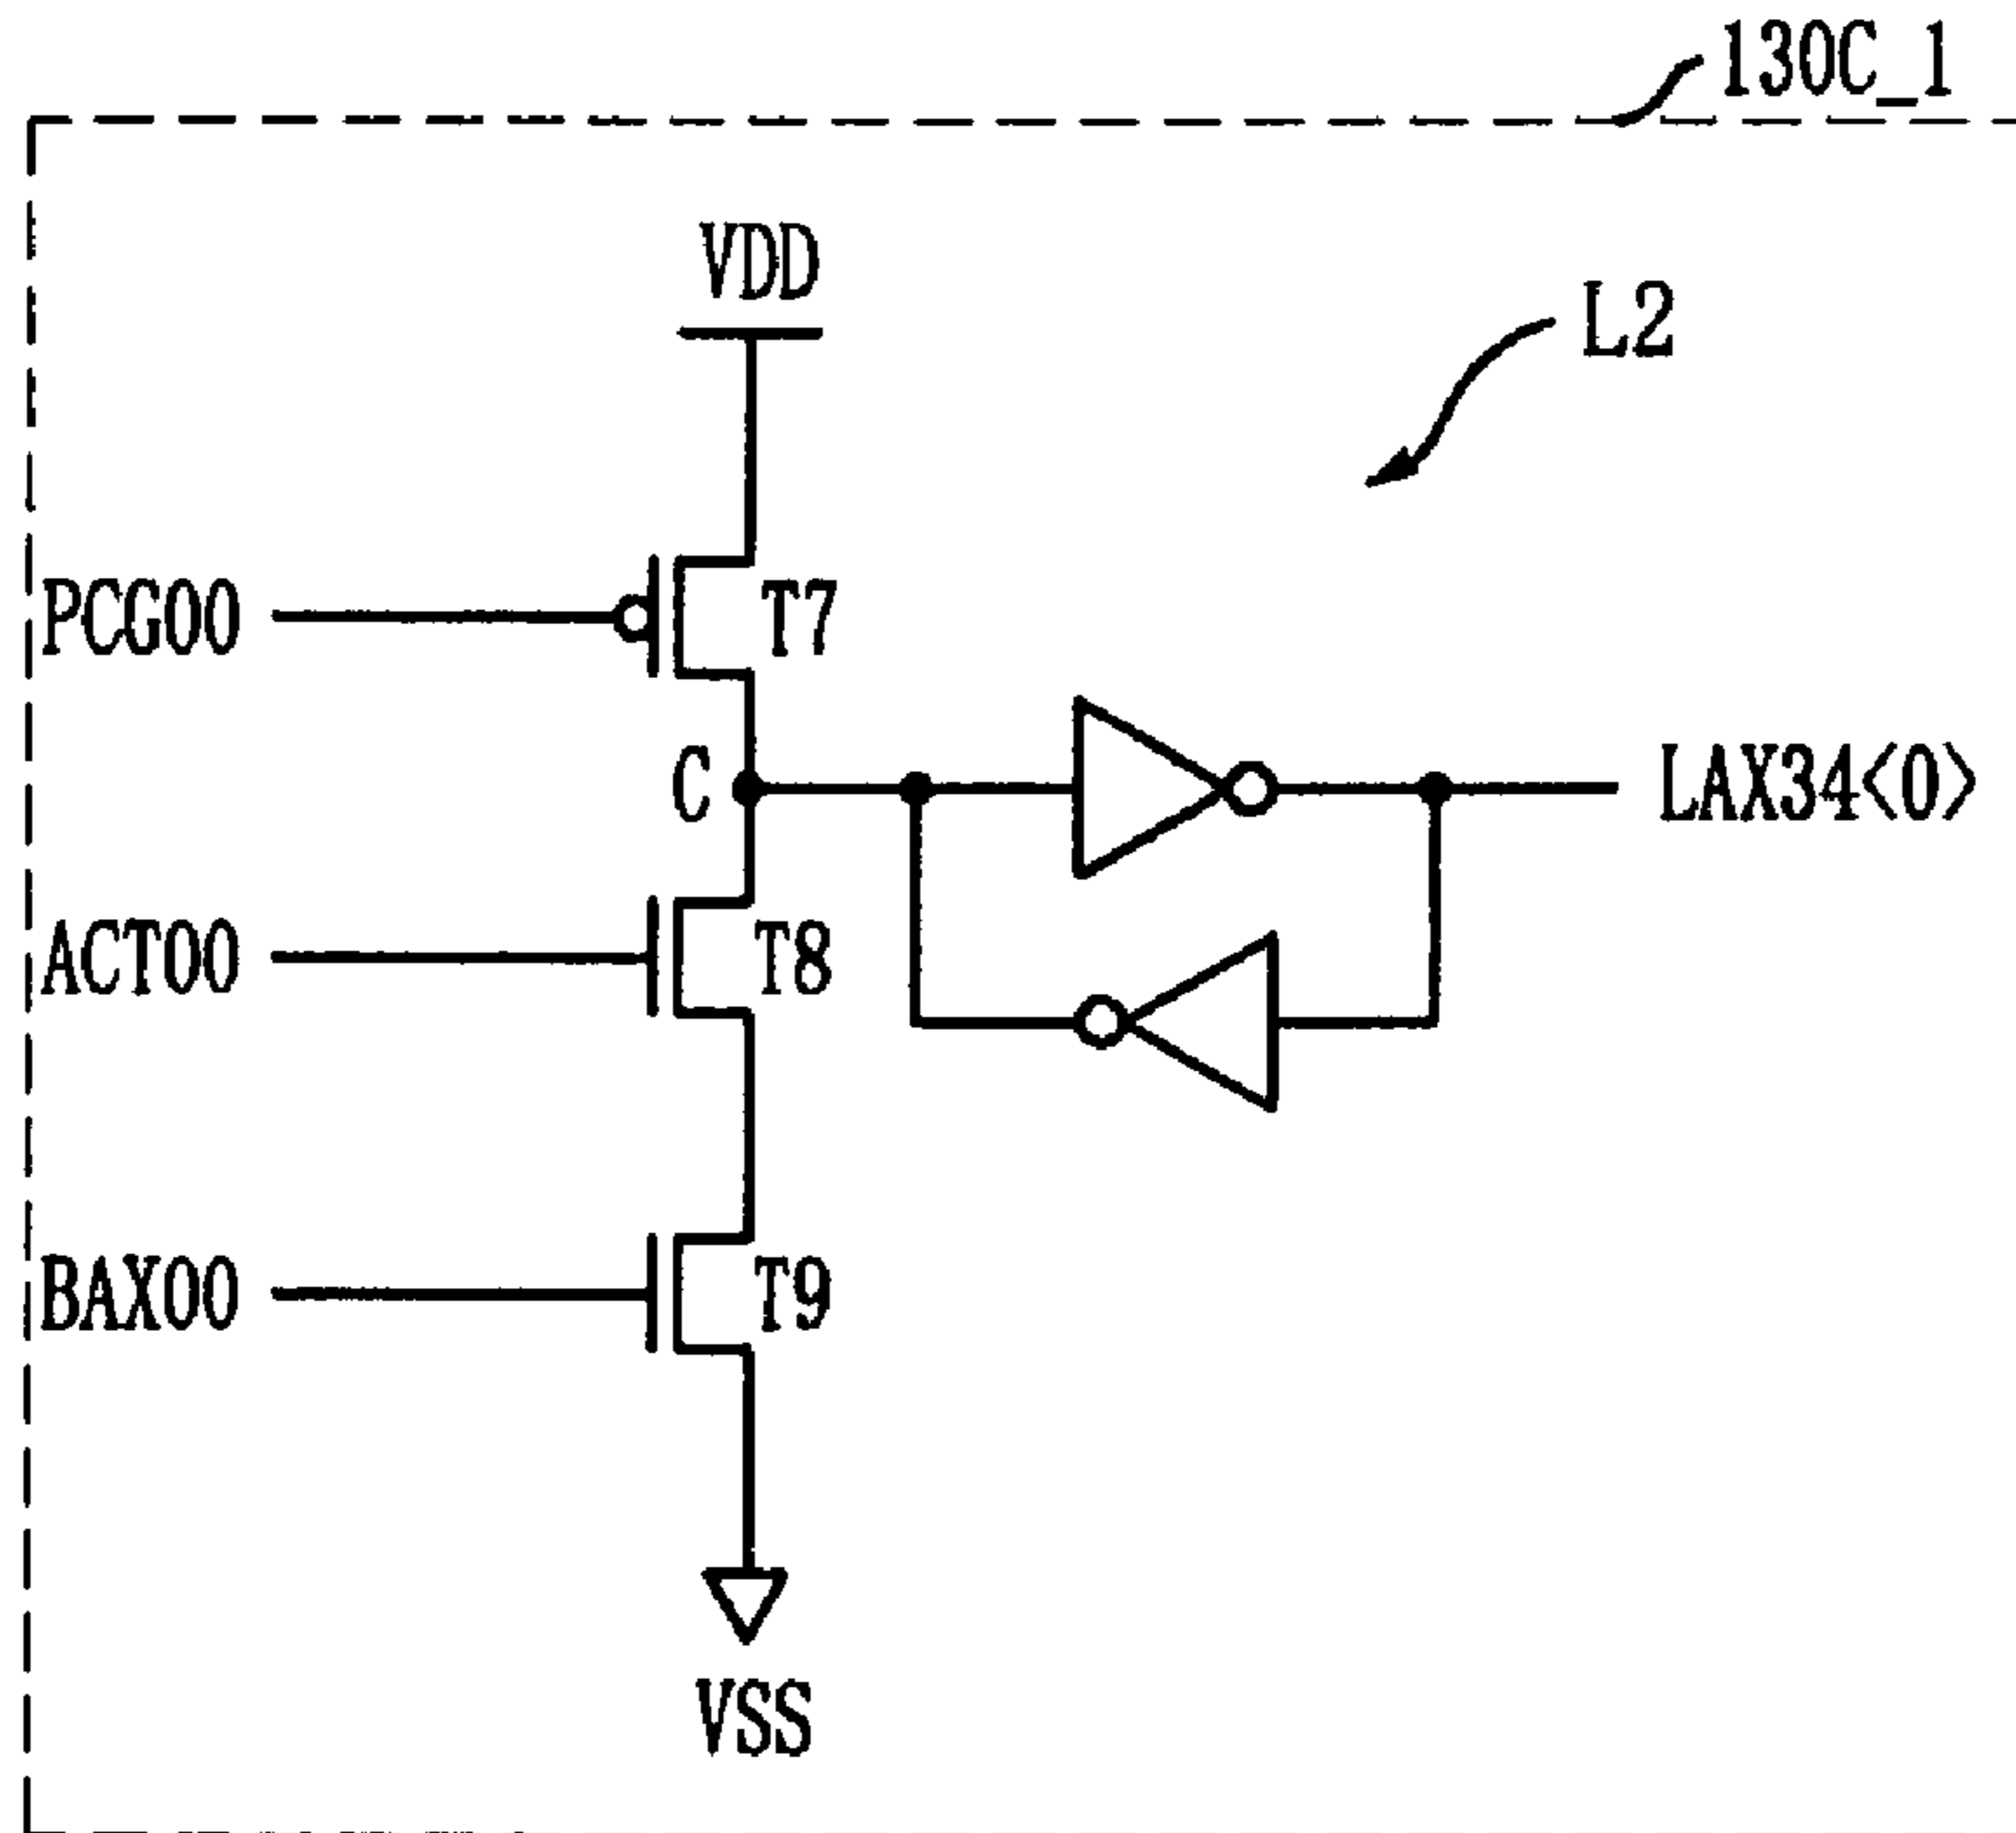 130C_1
VDD
L2
PCG00
T7
C
LAX34<0>
ACT00
T8
BAX00
T9
VSS